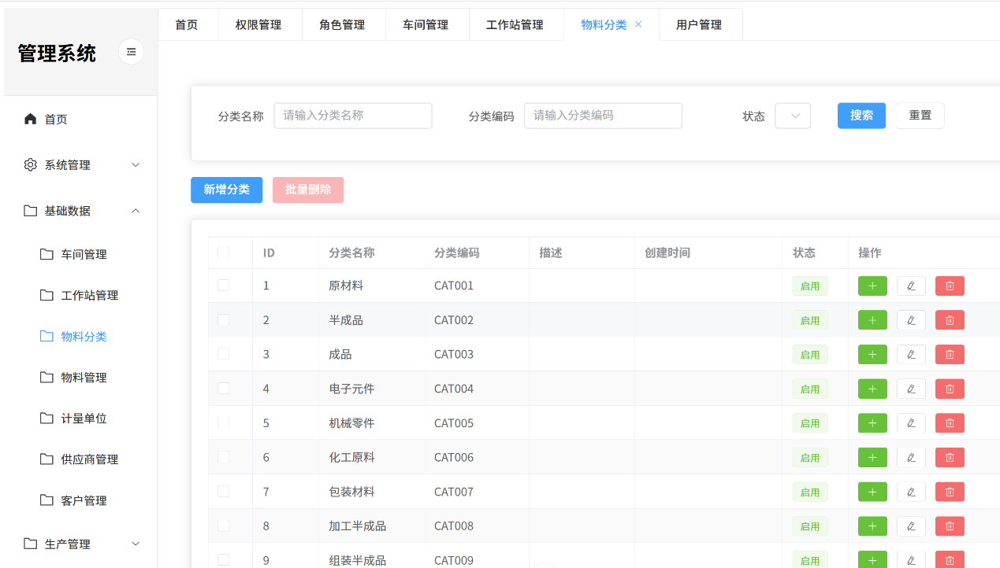 首页 权限管理 角色管理 车间管理 工作站管理 物料分类 用户管理
管理系统
首页
系统管理
基础数据
车间管理
工作站管理
物料分类
物料管理
计量单位
供应商管理
客户管理
生产管理
分类名称 请输入分类名称 分类编码 请输入分类编码 状态 搜索 重置
新增分类 批量删除
ID 分类名称 分类编码 描述 创建时间 状态 操作
1 原材料 CAT001 启用
2 半成品 CAT002 启用
3 成品 CAT003 启用
4 电子元件 CAT004 启用
5 机械零件 CAT005 启用
6 化工原料 CAT006 启用
7 包装材料 CAT007 启用
8 加工半成品 CAT008 启用
9 组装半成品 CAT009 启用